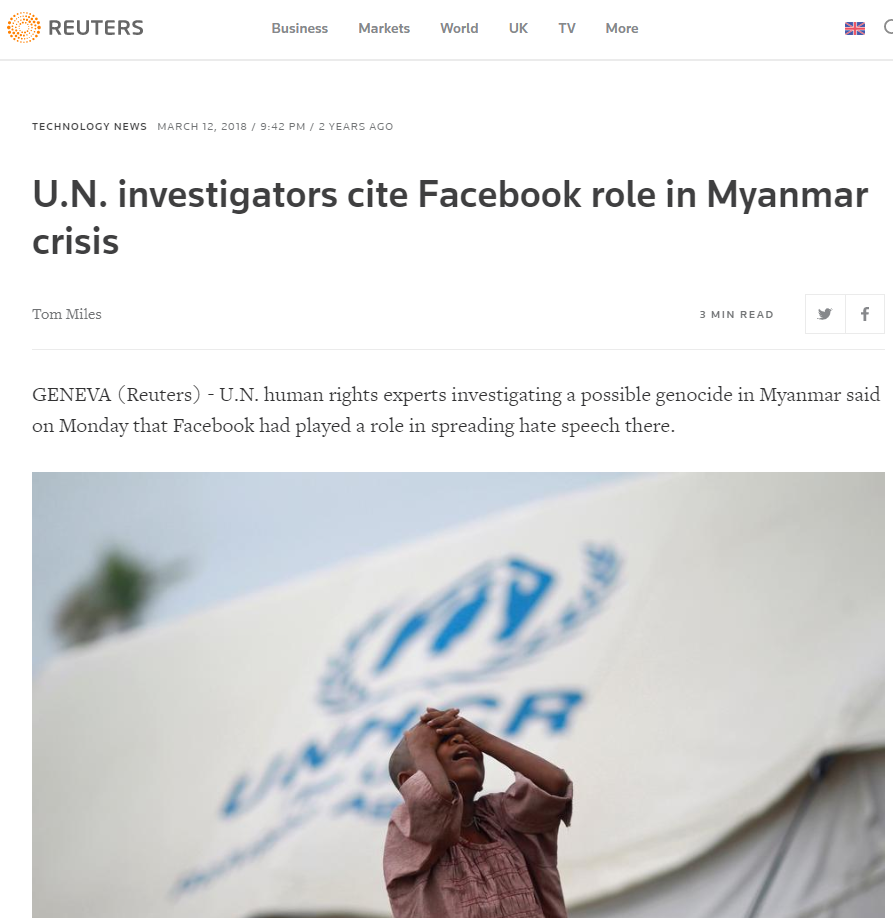 REUTERS
Business Markets World UK TV More
TECHNOLOGY NEWS MARCH 12, 2018 / 9:42 PM / 2 YEARS AGO
U.N. investigators cite Facebook role in Myanmar
crisis
Tom Miles
3 MIN READ
GENEVA (Reuters) - U.N. human rights experts investigating a possible genocide in Myanmar said
on Monday that Facebook had played a role in spreading hate speech there.
UNHCR